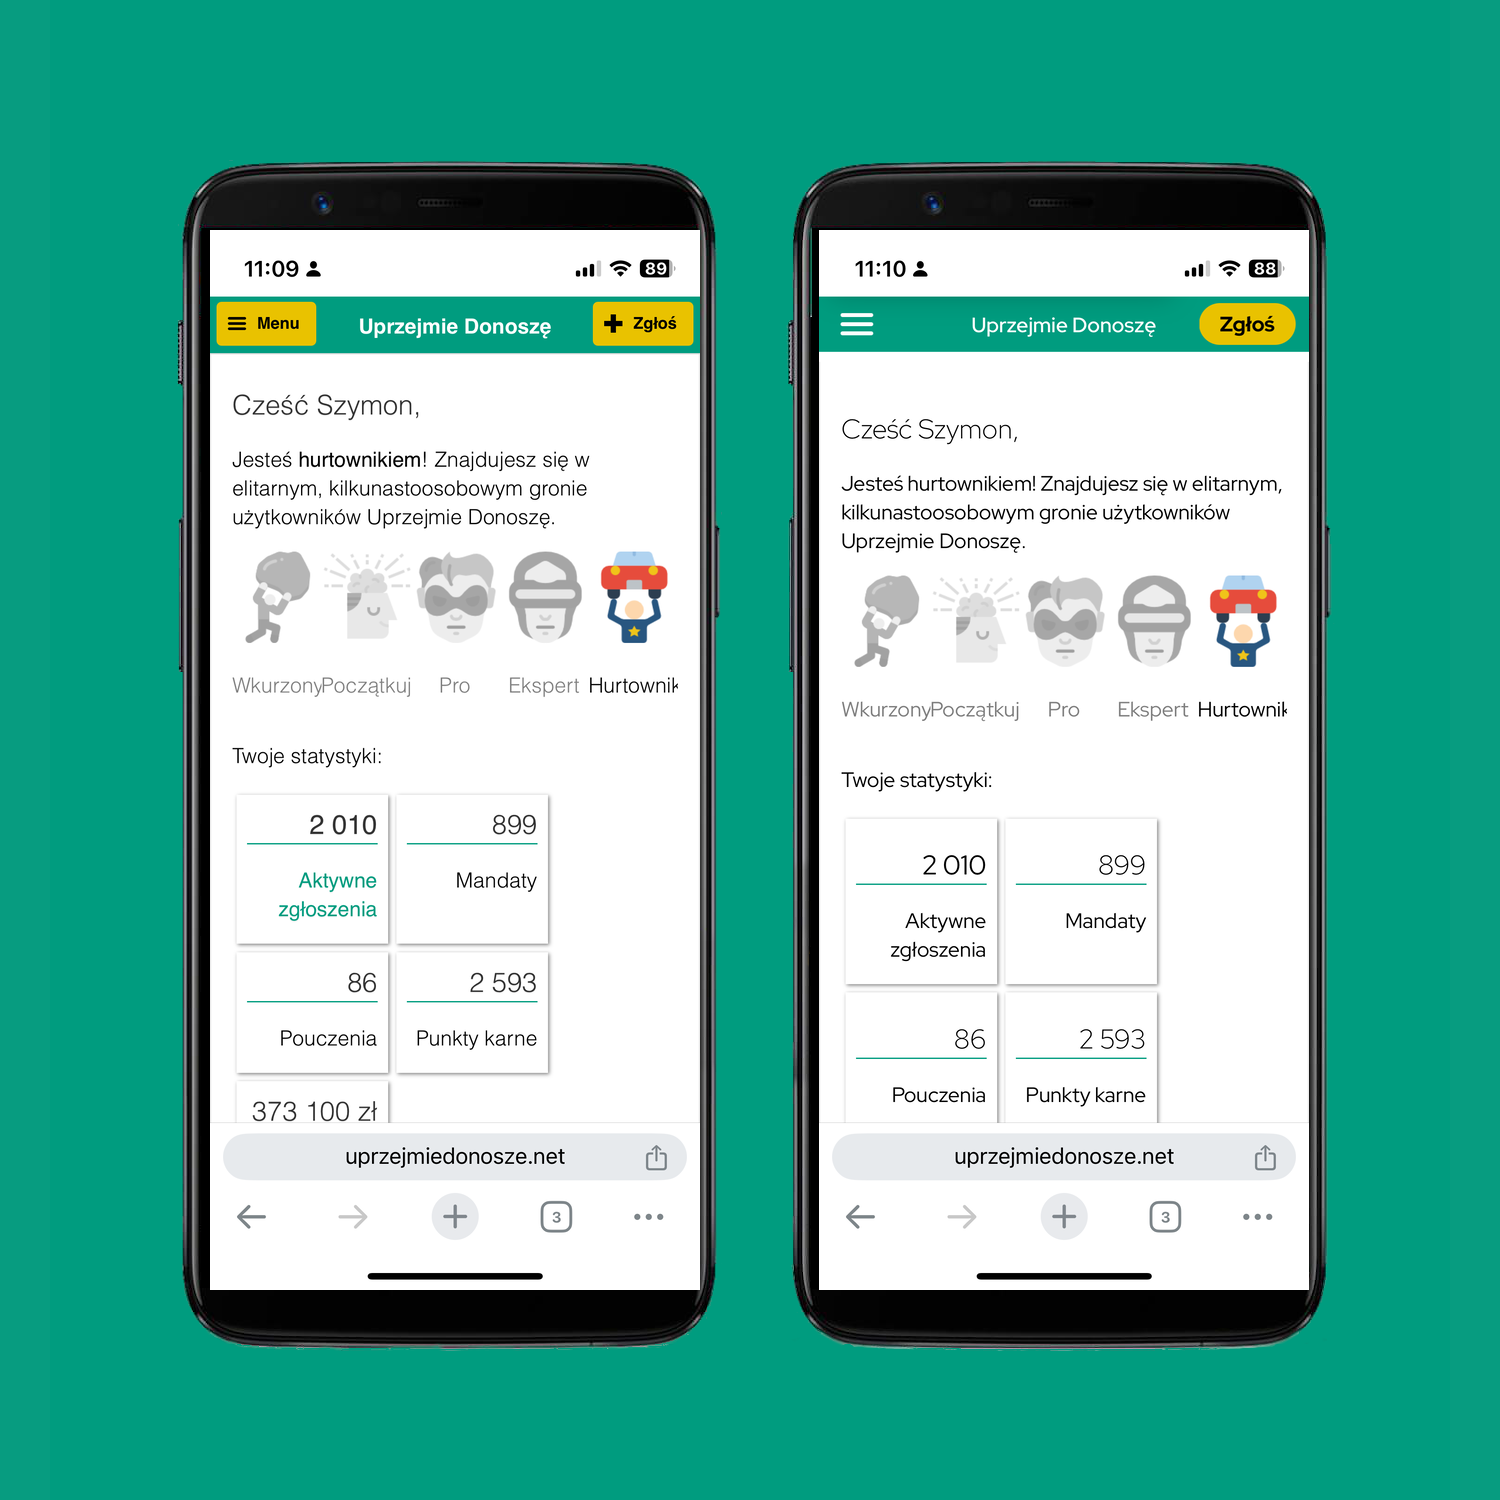 11:09
89
Menu
Uprzejmie Donoszę
Zgłoś
Cześć Szymon,
Jesteś hurtownikiem! Znajdujesz się w
elitarnym, kilkunastoosobowym gronie
użytkowników Uprzejmie Donoszę.
Wkurzony
Początkuj
Pro
Ekspert
Hurtownik
Twoje statystyki:
2 010
Aktywne
zgłoszenia
899
Mandaty
86
Pouczenia
2 593
Punkty karne
373 100 zł
uprzejmiedonosze.net
3
11:10
88
Uprzejmie Donoszę
Zgłoś
Cześć Szymon,
Jesteś hurtownikiem! Znajdujesz się w elitarnym,
kilkunastoosobowym gronie użytkowników
Uprzejmie Donoszę.
Wkurzony
Początkuj
Pro
Ekspert
Hurtownik
Twoje statystyki:
2 010
Aktywne
zgłoszenia
899
Mandaty
86
Pouczenia
2 593
Punkty karne
uprzejmiedonosze.net
3